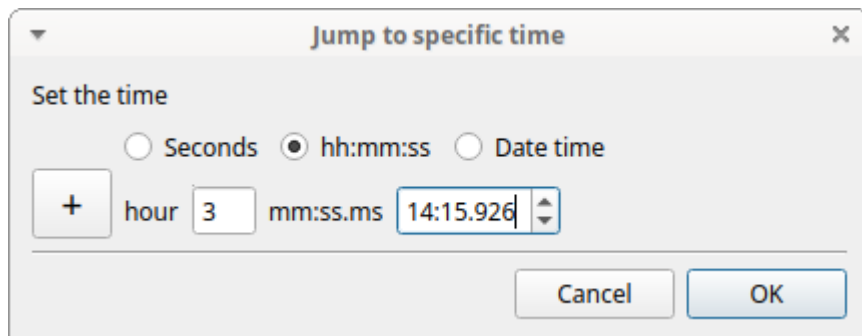 Jump to specific time
Set the time
Seconds hh:mm:ss Date time
+ hour 3 mm:ss.ms 14:15.926
Cancel OK